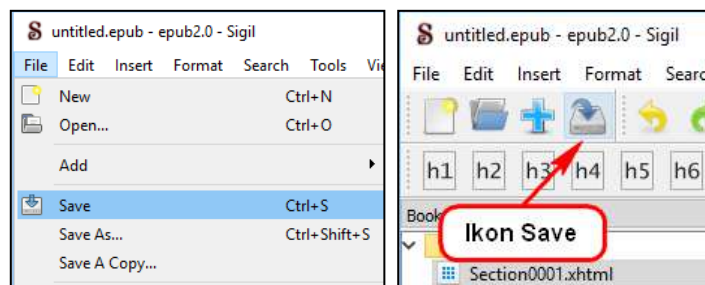 untitled.epub - epub2.0 - Sigil
File Edit Insert Format Search Tools
New Ctrl+N
Open... Ctrl+O
Add
Save Ctrl+S
Save As... Ctrl+Shift+S
Save A Copy...
untitled.epub - epub2.0 - Sigil
File Edit Insert Format
h1 h2 h3 h4 h5 h6
Book
Ikon Save
Section0001.xhtml